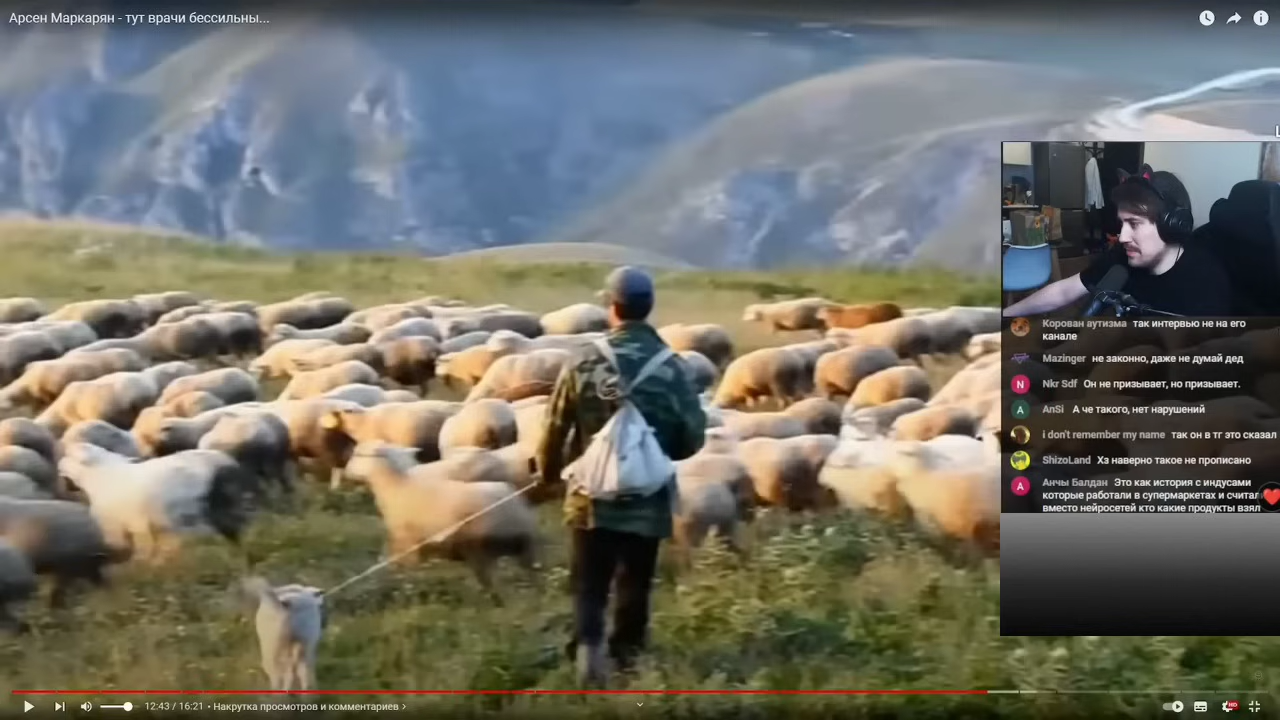 Арсен Маркарян - тут врачи бессильны...
Корован аутизма так интервью не на его
канале
Mazinger не законно, даже не думай дед
N Nkr Sdf Он не призывает, но призывает.
A AnSi А че такого, нет нарушений
i don't remember my name так он в тг это сказал
ShizoLand Хз наверно такое не прописано
А Анчы Балдан Это как история с индусами
которые работали в супермаркетах и считал
вместо нейросетей кто какие продукты взял
12:43 / 16:21 • Накрутка просмотров и комментариев ›
HD